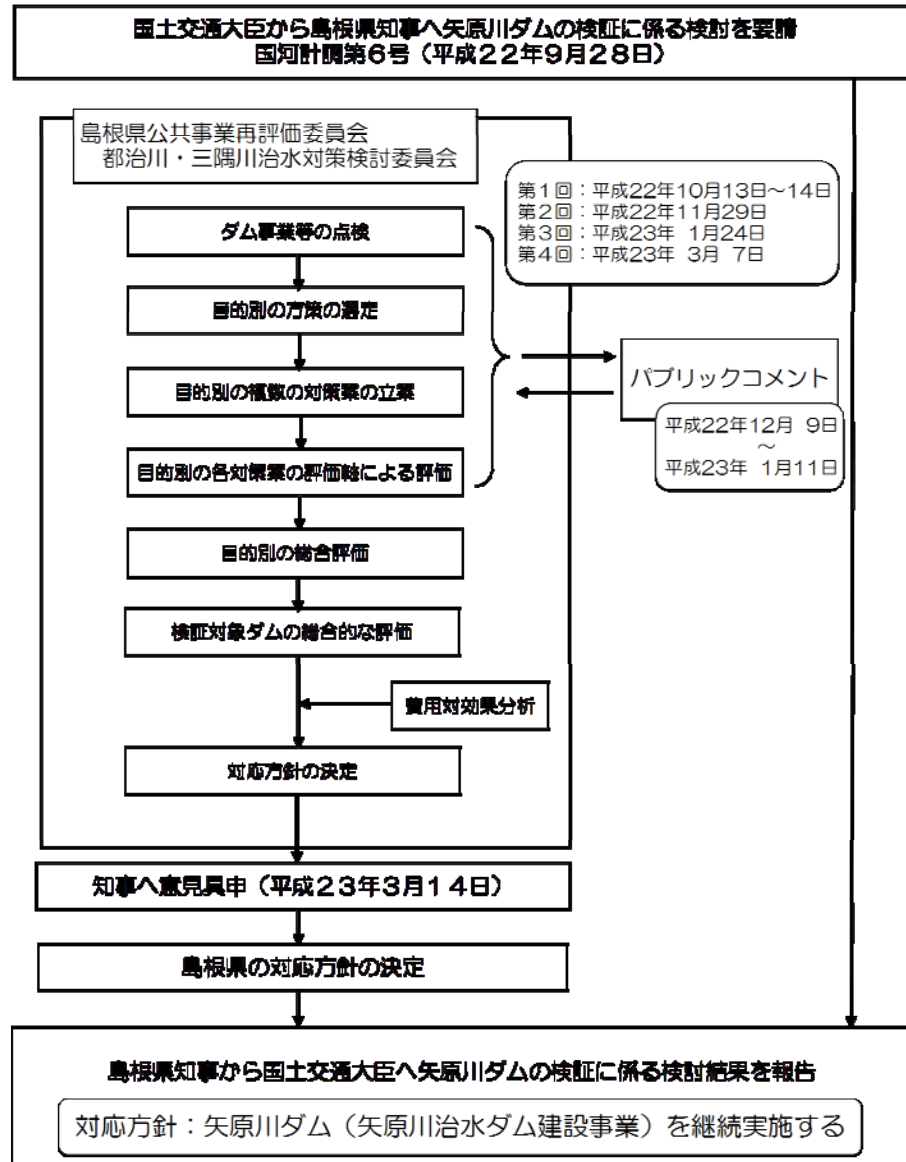 国土交通大臣から島根県知事へ矢原川ダムの検証に係る検討を要請
国河計調第6号（平成22年9月28日）
島根県公共事業再評価委員会
都治川・三隅川治水対策検討委員会
第1回：平成22年10月13日～14日
第2回：平成22年11月29日
第3回：平成23年 1月24日
第4回：平成23年 3月 7日
ダム事業等の点検
目的別の方策の選定
目的別の複数の対策案の立案
目的別の各対策案の評価軸による評価
パブリックコメント
平成22年12月 9日
～
平成23年 1月11日
目的別の総合評価
検証対象ダムの総合的な評価
費用対効果分析
対応方針の決定
知事へ意見具申（平成23年3月14日）
島根県の対応方針の決定
島根県知事から国土交通大臣へ矢原川ダムの検証に係る検討結果を報告
対応方針：矢原川ダム（矢原川治水ダム建設事業）を継続実施する